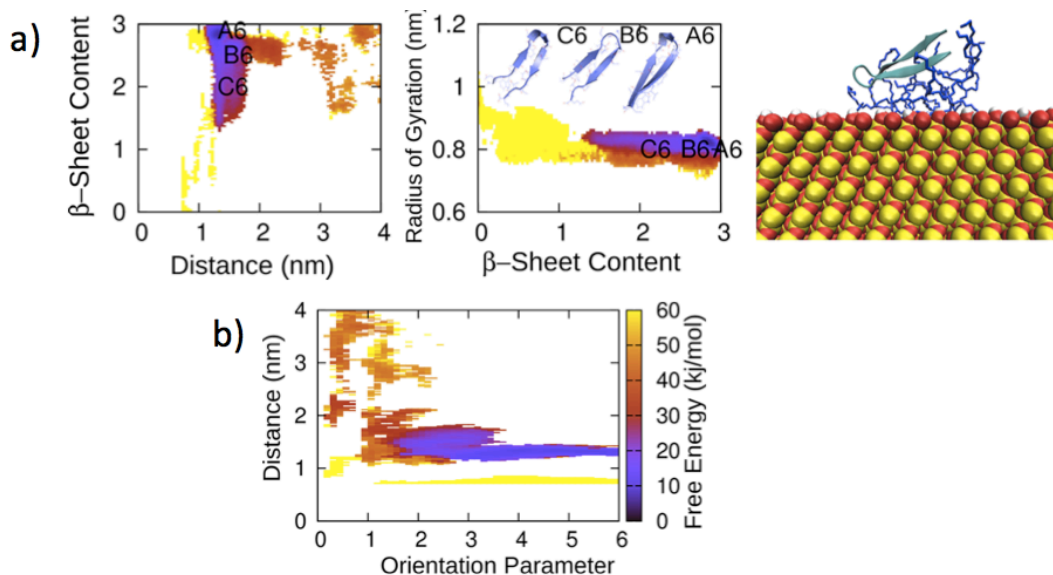 a)
β–Sheet Content
3
2
1
0
A6
B6
C6
0 1 2 3 4
Distance (nm)
Radius of Gyration (nm)
1.2
1
0.8
0.6
C6 B6 A6
C6 B6 A6
0 1 2 3
β–Sheet Content
b)
Distance (nm)
4
3
2
1
0
0 1 2 3 4 5 6
Orientation Parameter
60
50
40
30
20
10
0
Free Energy (kj/mol)